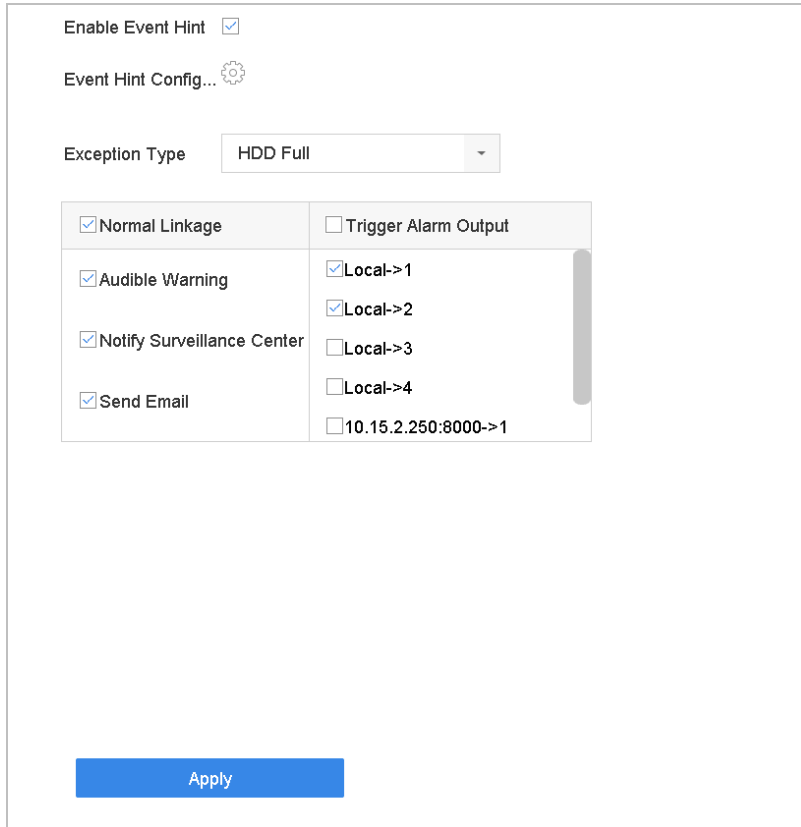 Enable Event Hint
Event Hint Config...
Exception Type HDD Full
Normal Linkage Trigger Alarm Output
Audible Warning
Notify Surveillance Center
Send Email
Local->1
Local->2
Local->3
Local->4
10.15.2.250:8000->1
Apply